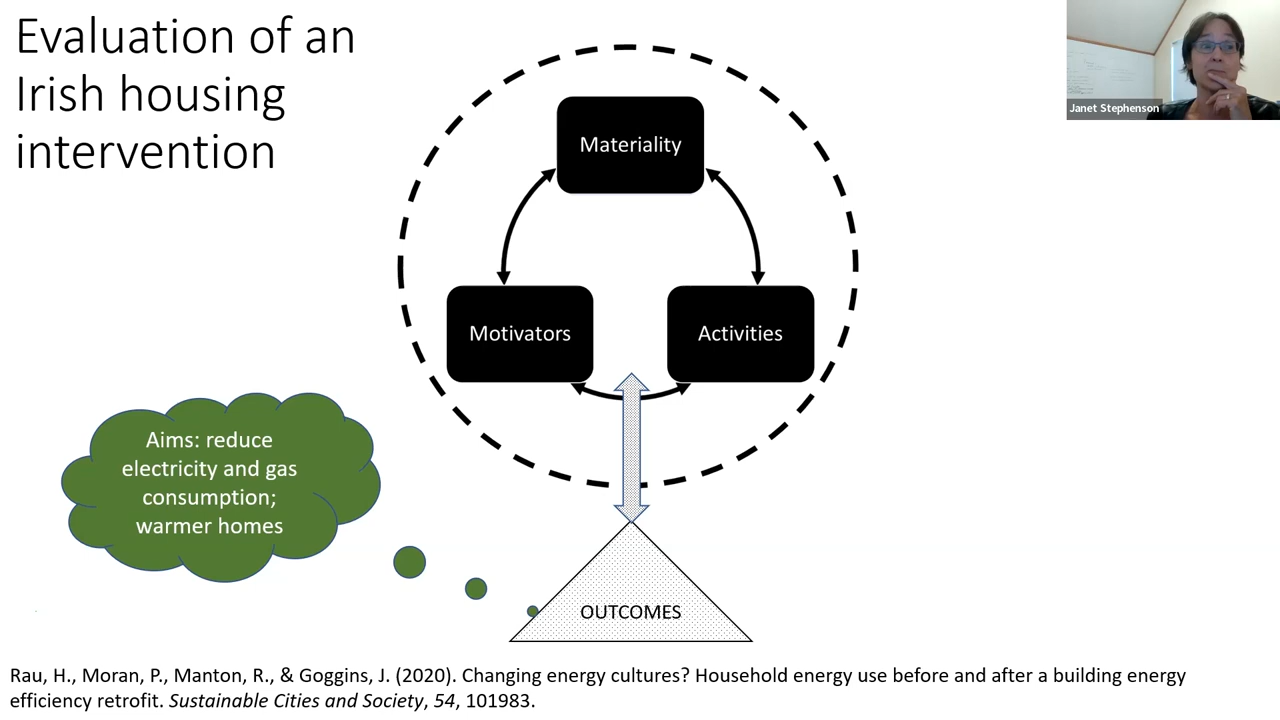 Evaluation of an
Irish housing
intervention
Janet Stephenson
Materiality
Motivators
Activities
Aims: reduce
electricity and gas
consumption;
warmer homes
OUTCOMES
Rau, H., Moran, P., Manton, R., & Goggins, J. (2020). Changing energy cultures? Household energy use before and after a building energy
efficiency retrofit. Sustainable Cities and Society, 54, 101983.